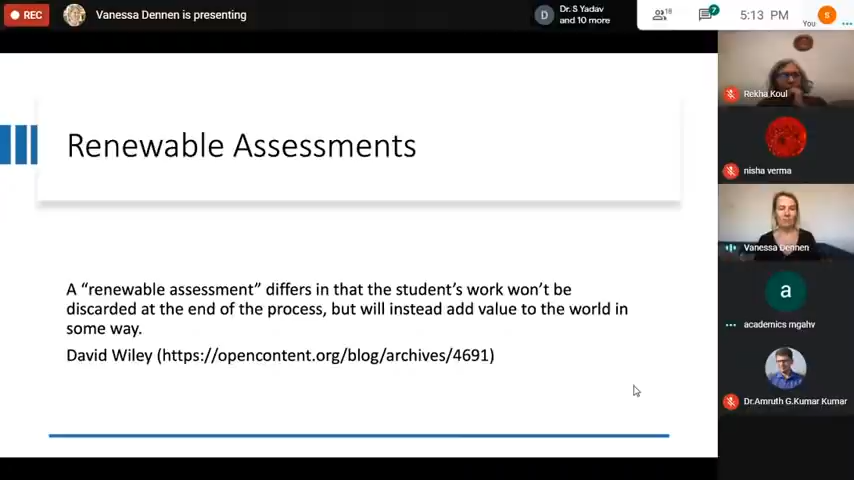 REC
Vanessa Dennen is presenting
D
Dr. S Yadav
and 10 more
18
7
5:13 PM
You
S
Rekha Koul
Renewable Assessments
nisha verma
Vanessa Dennen
A “renewable assessment” differs in that the student’s work won’t be
discarded at the end of the process, but will instead add value to the world in
some way.
David Wiley (https://opencontent.org/blog/archives/4691)
a
academics mgahv
Dr.Amruth G.Kumar Kumar